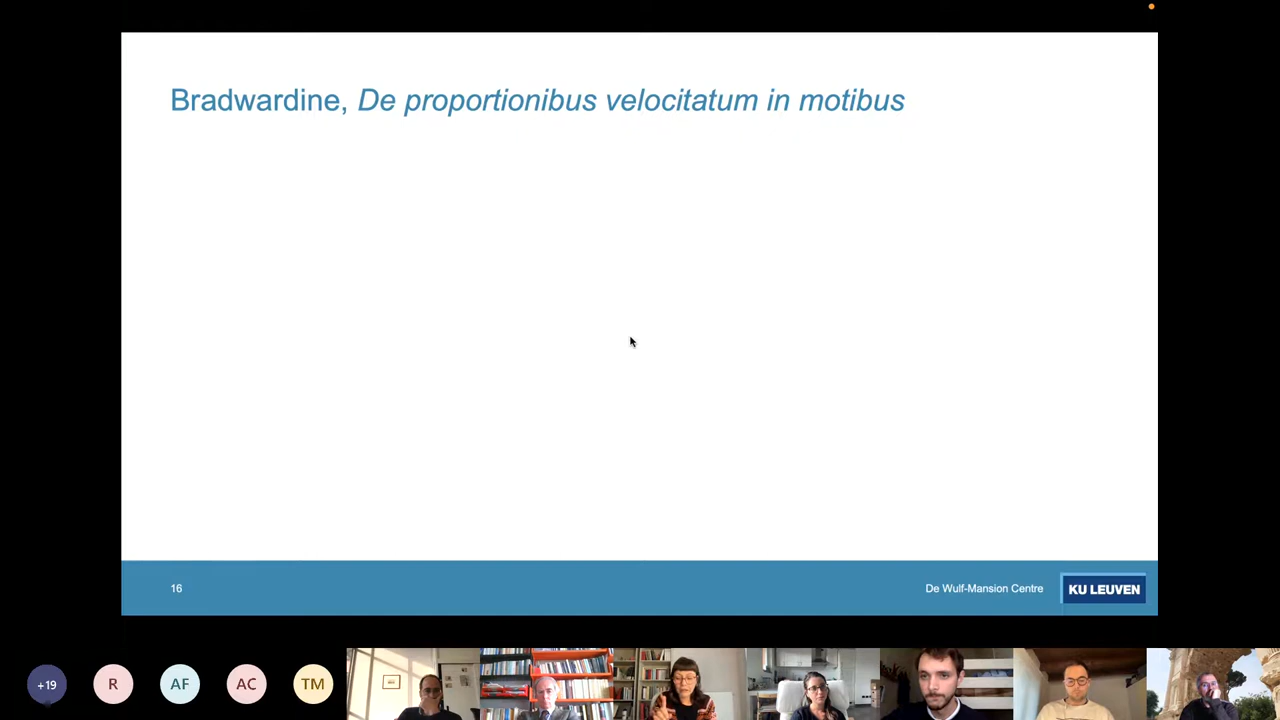 Bradwardine, De proportionibus velocitatum in motibus
16
De Wulf-Mansion Centre
KU LEUVEN
+19
R
AF
AC
TM